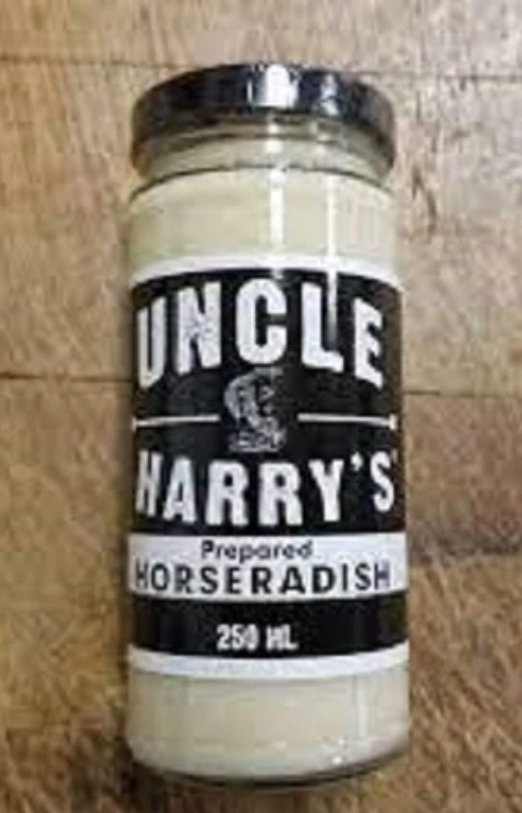 UNCLE
HARRY'S
Prepared
HORSERADISH
250 ML